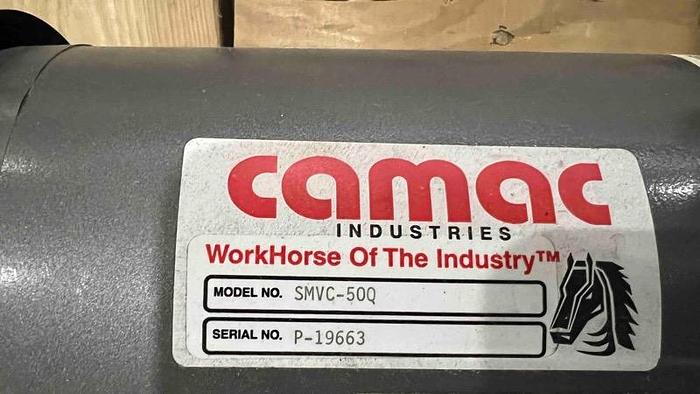 camac
INDUSTRIES
WorkHorse Of The Industry™
MODEL NO. SMVC-50Q
SERIAL NO. P-19663